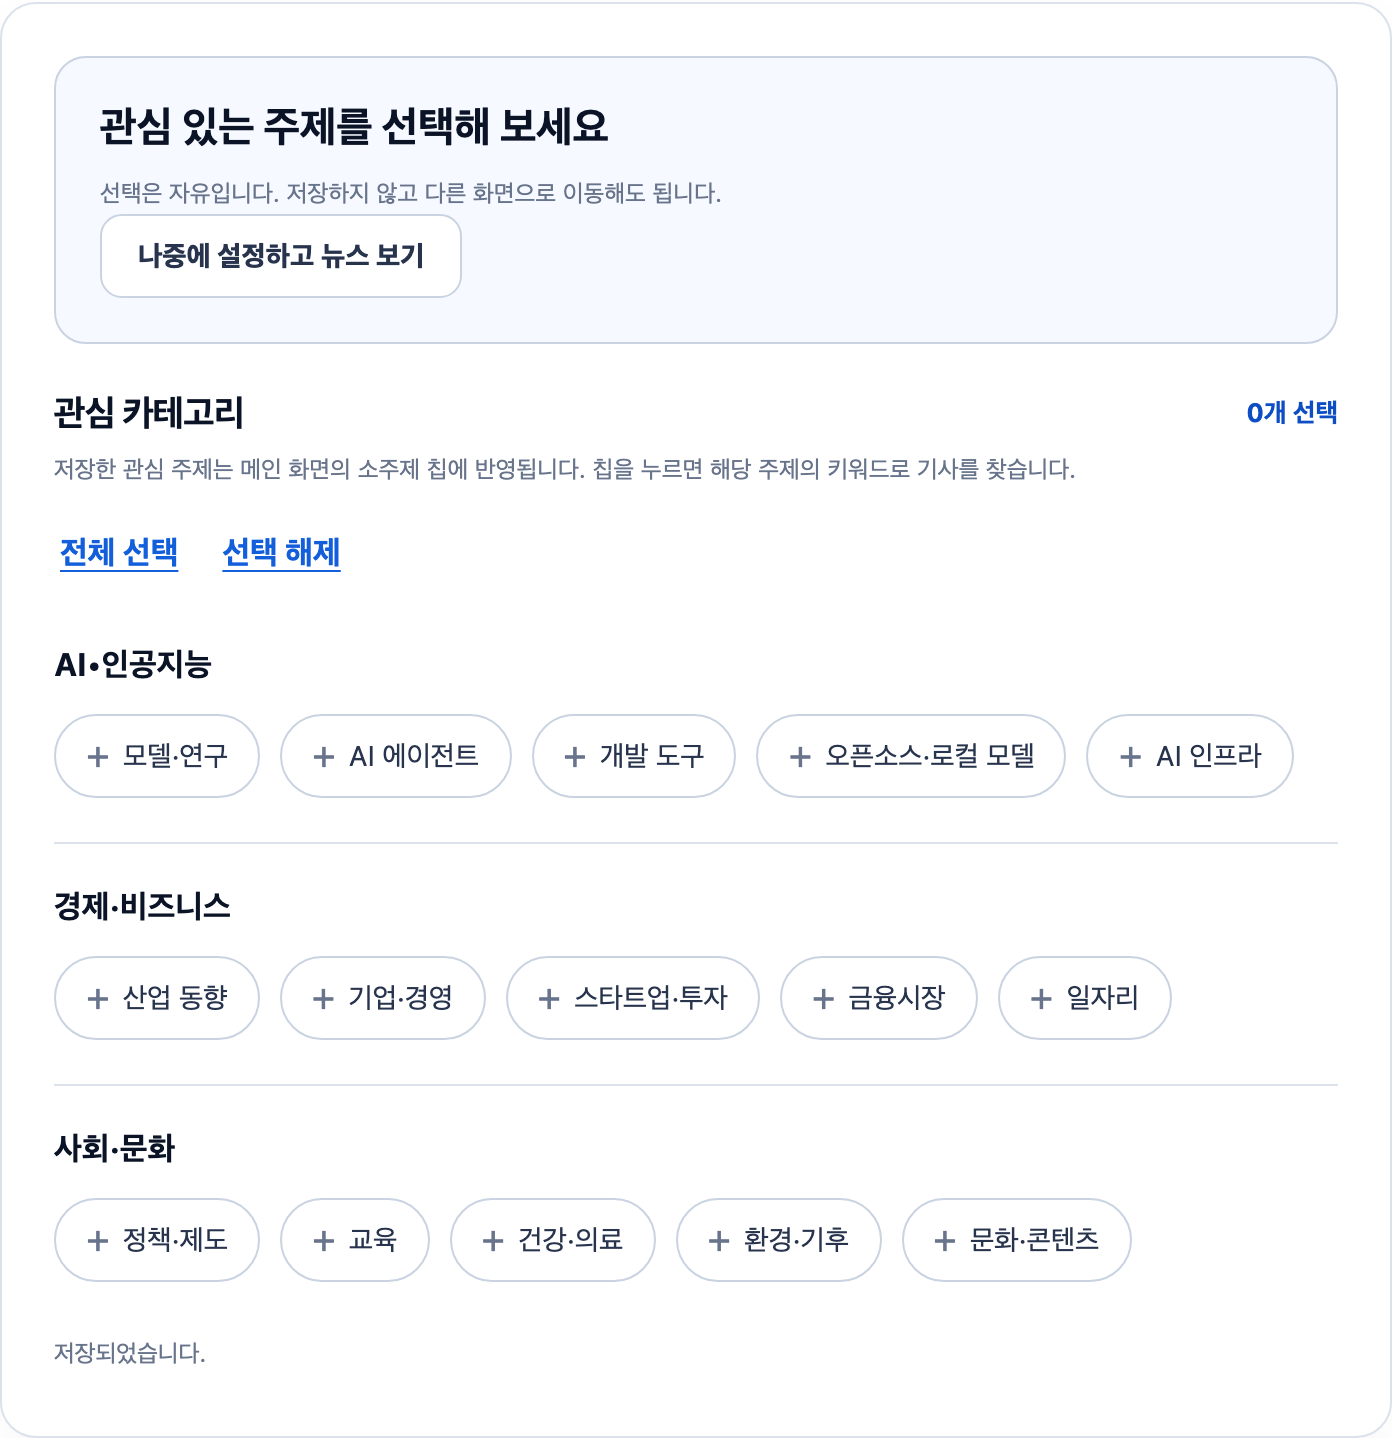 관심 있는 주제를 선택해 보세요
선택은 자유입니다. 저장하지 않고 다른 화면으로 이동해도 됩니다.
나중에 설정하고 뉴스 보기
관심 카테고리
0개 선택
저장한 관심 주제는 메인 화면의 소주제 칩에 반영됩니다. 칩을 누르면 해당 주제의 키워드로 기사를 찾습니다.
전체 선택 선택 해제
AI•인공지능
+ 모델·연구 + AI 에이전트 + 개발 도구 + 오픈소스·로컬 모델 + AI 인프라
경제·비즈니스
+ 산업 동향 + 기업·경영 + 스타트업·투자 + 금융시장 + 일자리
사회·문화
+ 정책·제도 + 교육 + 건강·의료 + 환경·기후 + 문화·콘텐츠
저장되었습니다.